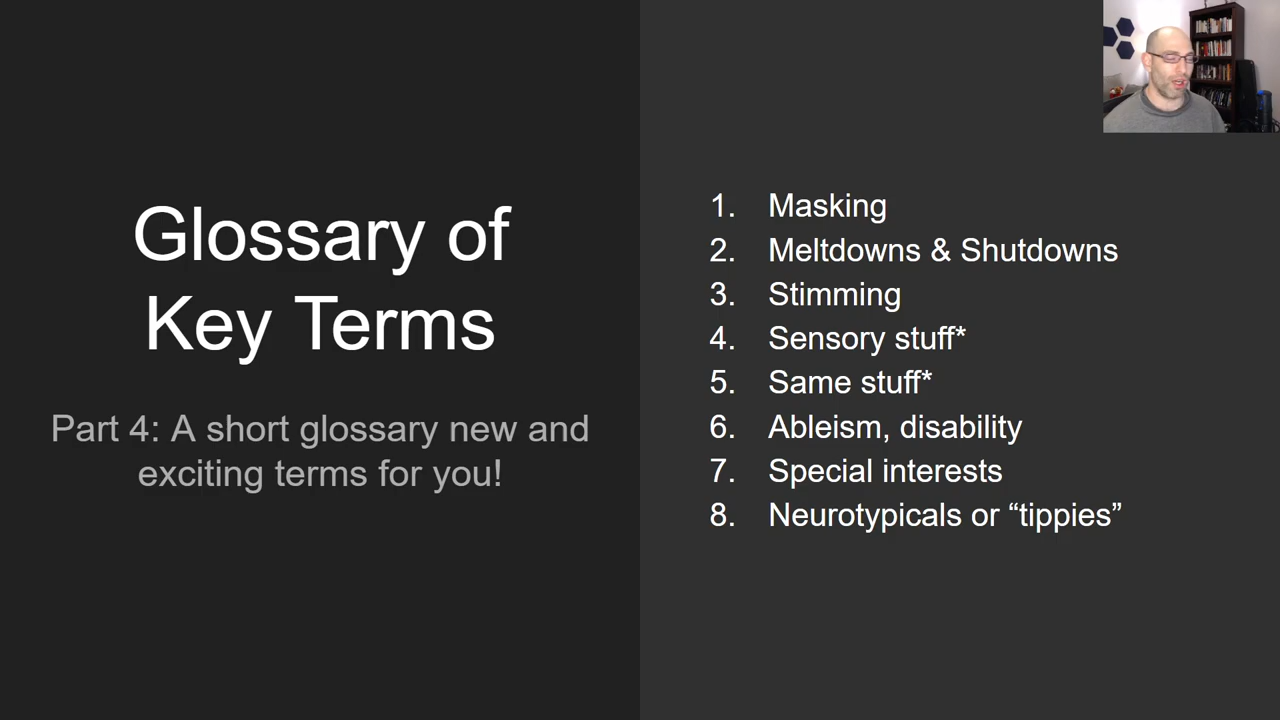 Glossary of
Key Terms
Part 4: A short glossary new and
exciting terms for you!
1. Masking
2. Meltdowns & Shutdowns
3. Stimming
4. Sensory stuff*
5. Same stuff*
6. Ableism, disability
7. Special interests
8. Neurotypicals or “tippies”